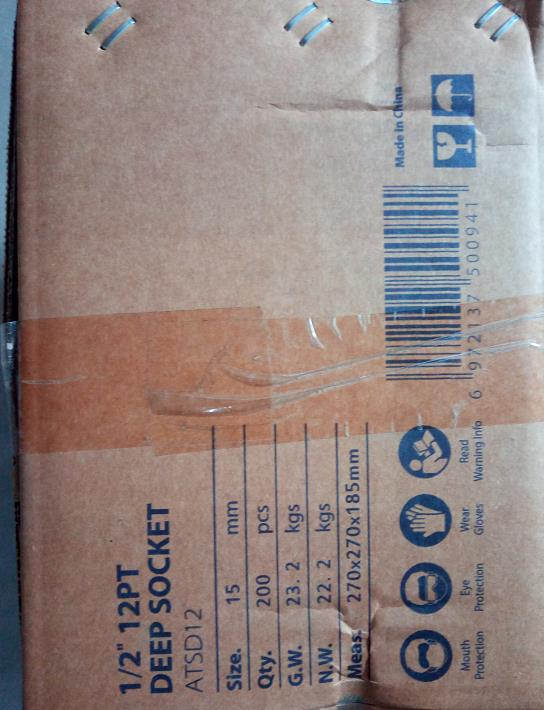 1/2" 12PT
DEEP SOCKET
ATSD12
Size. 15 mm
Qty. 200 pcs
G.W. 23. 2 kgs
N.W. 22. 2 kgs
Meas. 270x270x185mm
Mouth Protection
Eye Protection
Wear Gloves
Read Warning Info
6 972137 500941
Made in China